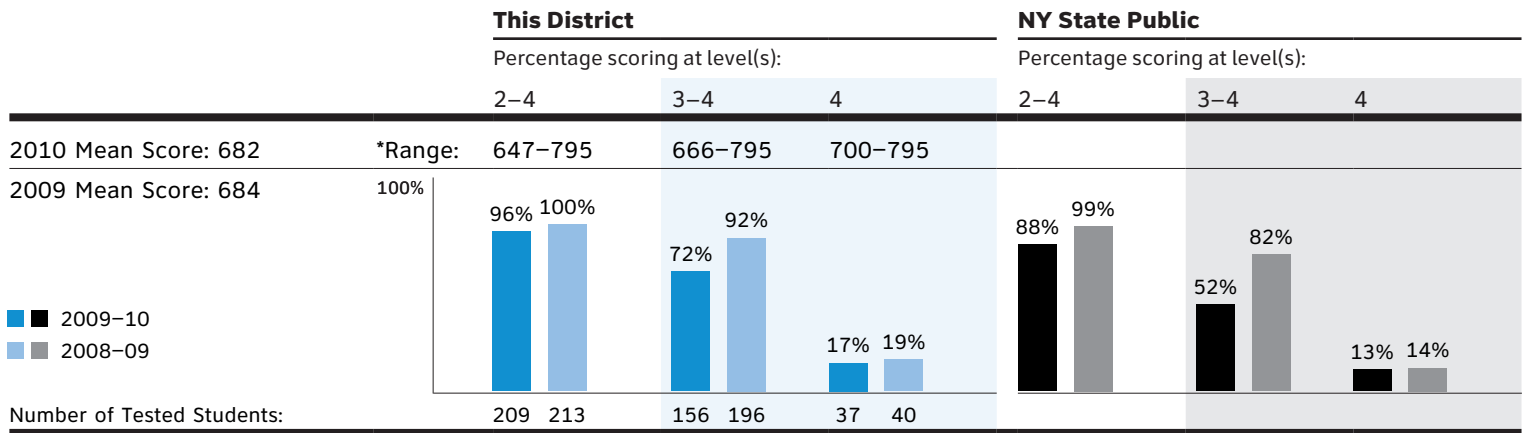 This District NY State Public
Percentage scoring at level(s): Percentage scoring at level(s):
2–4 3–4 4 2–4 3–4 4
2010 Mean Score: 682 *Range: 647–795 666–795 700–795
2009 Mean Score: 684 100%
96% 100% 92% 72% 17% 19% 88% 99% 82% 52% 13% 14%
2009–10
2008–09
Number of Tested Students: 209 213 156 196 37 40